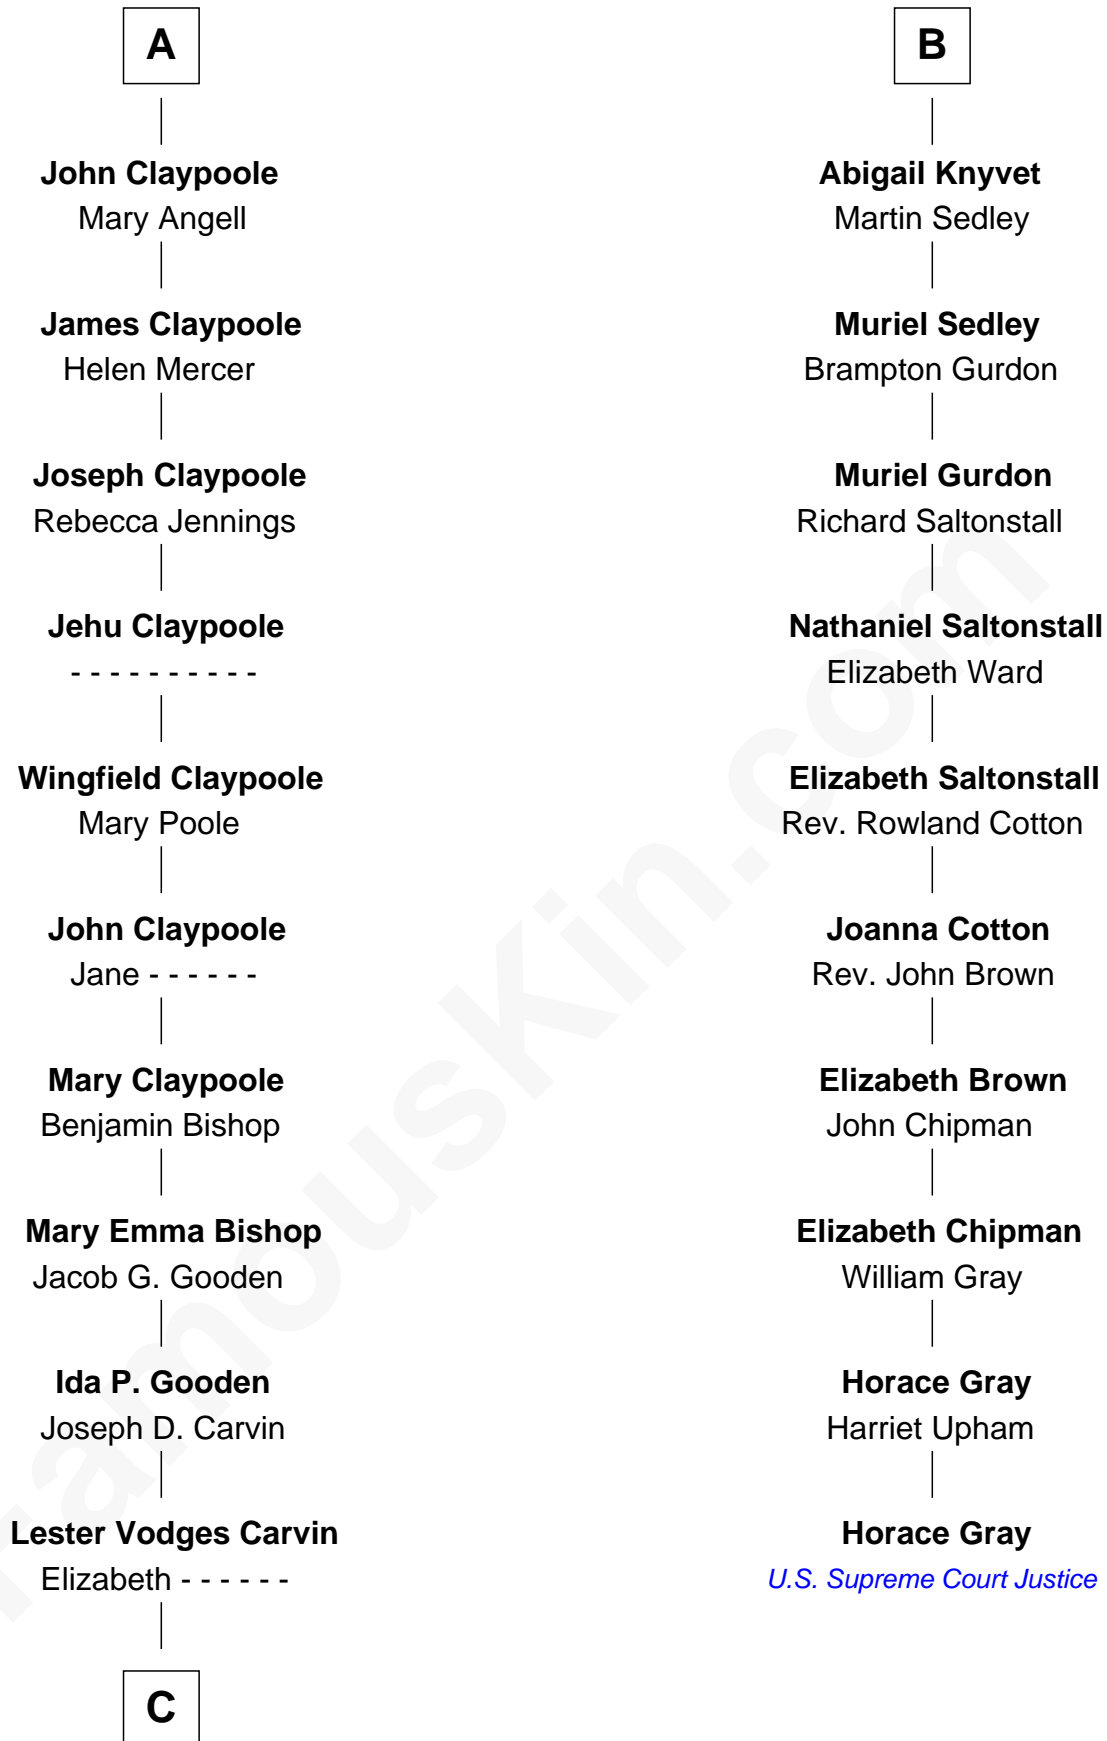 A
John Claypoole
Mary Angell
James Claypoole
Helen Mercer
Joseph Claypoole
Rebecca Jennings
Jehu Claypoole
- - - - - - - - - -
Wingfield Claypoole
Mary Poole
John Claypoole
Jane - - - - - -
Mary Claypoole
Benjamin Bishop
Mary Emma Bishop
Jacob G. Gooden
Ida P. Gooden
Joseph D. Carvin
Lester Vodges Carvin
Elizabeth - - - - - -
C
B
Abigail Knyvet
Martin Sedley
Muriel Sedley
Brampton Gurdon
Muriel Gurdon
Richard Saltonstall
Nathaniel Saltonstall
Elizabeth Ward
Elizabeth Saltonstall
Rev. Rowland Cotton
Joanna Cotton
Rev. John Brown
Elizabeth Brown
John Chipman
Elizabeth Chipman
William Gray
Horace Gray
Harriet Upham
Horace Gray
U.S. Supreme Court Justice
FamousKin.com